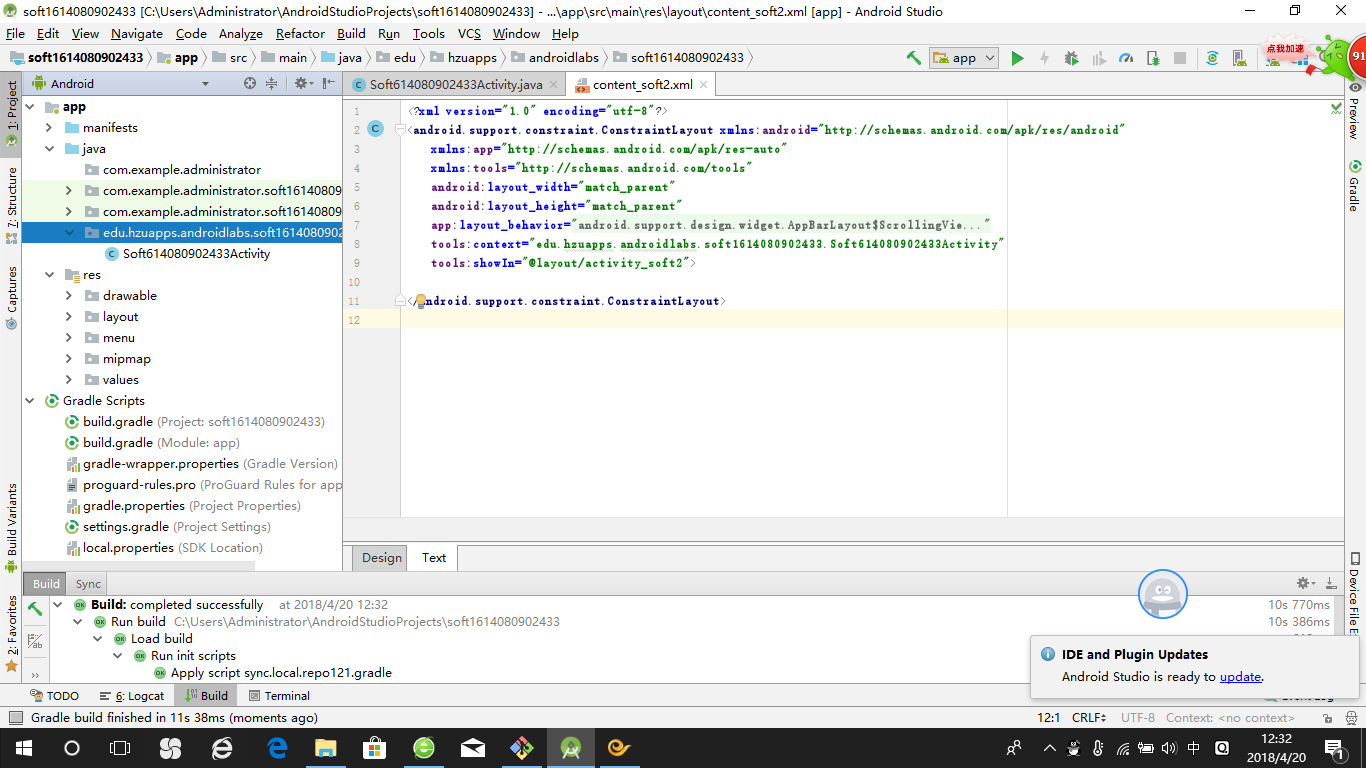 soft1614080902433 [C:\Users\Administrator\AndroidStudioProjects\soft1614080902433] - ...\app\src\main\res\layout\content_soft2.xml [app] - Android Studio
File Edit View Navigate Code Analyze Refactor Build Run Tools VCS Window Help
soft1614080902433 app src main java edu hzuapps androidlabs soft1614080902433 app 点我加速 91
1: Project
Android
Soft614080902433Activity.java
content_soft2.xml
app
manifests
java
com.example.administrator
com.example.administrator.soft16140809
com.example.administrator.soft16140809
edu.hzuapps.androidlabs.soft1614080902
Soft614080902433Activity
res
drawable
layout
menu
mipmap
values
Gradle Scripts
build.gradle (Project: soft1614080902433)
build.gradle (Module: app)
gradle-wrapper.properties (Gradle Version)
proguard-rules.pro (ProGuard Rules for app
gradle.properties (Project Properties)
settings.gradle (Project Settings)
local.properties (SDK Location)
7: Structure
Captures
Build Variants
2: Favorites
1 <?xml version="1.0" encoding="utf-8"?>
2 <android.support.constraint.ConstraintLayout xmlns:android="http://schemas.android.com/apk/res/android"
3 xmlns:app="http://schemas.android.com/apk/res-auto"
4 xmlns:tools="http://schemas.android.com/tools"
5 android:layout_width="match_parent"
6 android:layout_height="match_parent"
7 app:layout_behavior="android.support.design.widget.AppBarLayout$ScrollingVie..."
8 tools:context="edu.hzuapps.androidlabs.soft1614080902433.Soft614080902433Activity"
9 tools:showIn="@layout/activity_soft2">
10
11 </android.support.constraint.ConstraintLayout>
12
Preview
Gradle
Device File E
Design Text
Build Sync
Build: completed successfully at 2018/4/20 12:32 10s 770ms
Run build C:\Users\Administrator\AndroidStudioProjects\soft1614080902433 10s 386ms
Load build
Run init scripts
Apply script sync.local.repo121.gradle
IDE and Plugin Updates
Android Studio is ready to update.
TODO 6: Logcat Build Terminal
Gradle build finished in 11s 38ms (moments ago) 12:1 CRLF UTF-8 Context: <no context>
中 12:32
2018/4/20 1